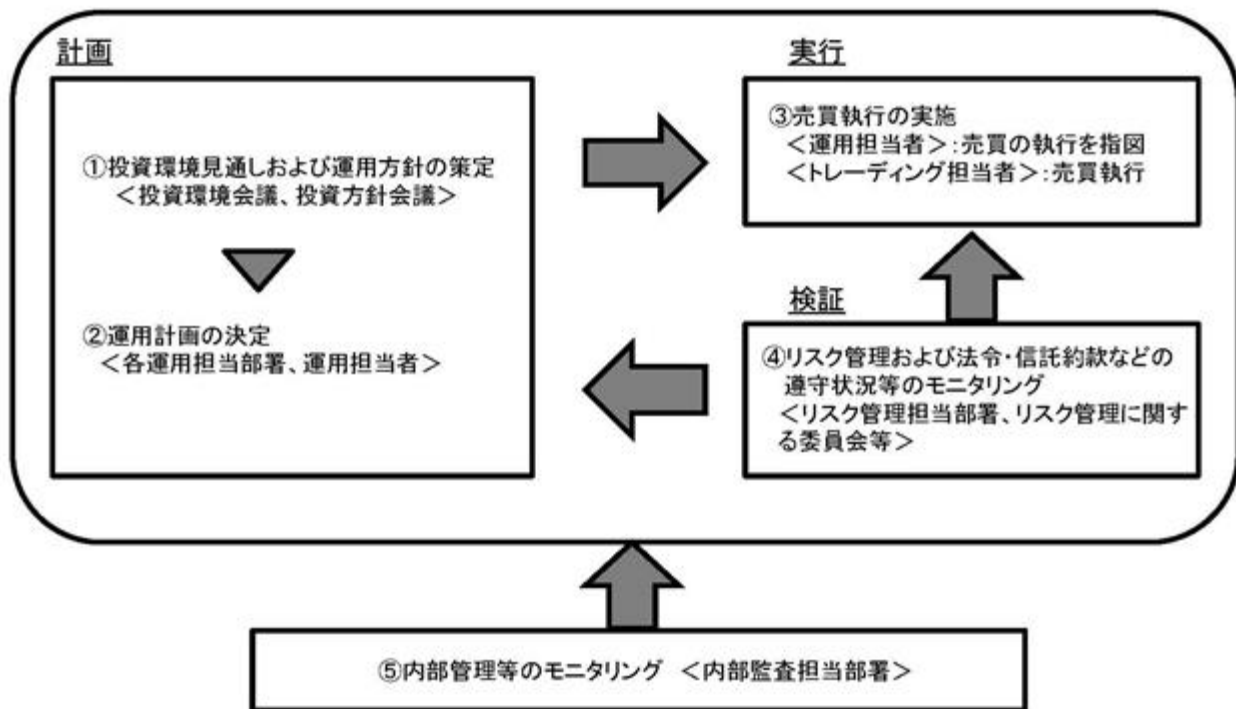 計画
①投資環境見通しおよび運用方針の策定
＜投資環境会議、投資方針会議＞
②運用計画の決定
＜各運用担当部署、運用担当者＞
実行
③売買執行の実施
＜運用担当者＞：売買の執行を指図
＜トレーディング担当者＞：売買執行
検証
④リスク管理および法令・信託約款などの
遵守状況等のモニタリング
＜リスク管理担当部署、リスク管理に関す
る委員会等＞
⑤内部管理等のモニタリング　＜内部監査担当部署＞